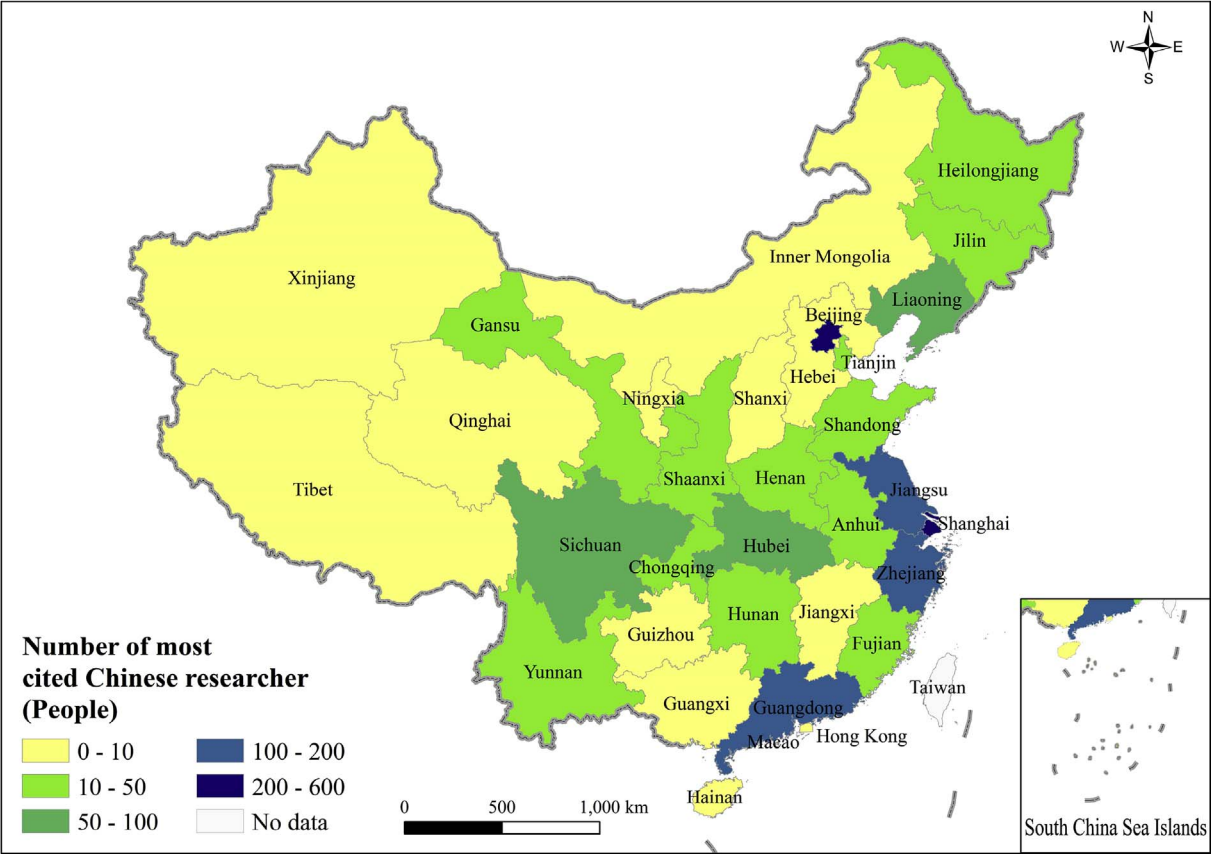 N
W E
S
Heilongjiang
Jilin
Inner Mongolia
Xinjiang
Liaoning
Beijing
Gansu
Tianjin
Hebei
Ningxia
Shanxi
Qinghai
Shandong
Shaanxi
Henan
Tibet
Jiangsu
Anhui
Shanghai
Sichuan
Hubei
Chongqing
Zhejiang
Hunan
Jiangxi
Guizhou
Fujian
Yunnan
Taiwan
Guangxi
Guangdong
Macao
Hong Kong
Hainan
Number of most
cited Chinese researcher
(People)
0 - 10
10 - 50
50 - 100
100 - 200
200 - 600
No data
0 500 1,000 km
South China Sea Islands